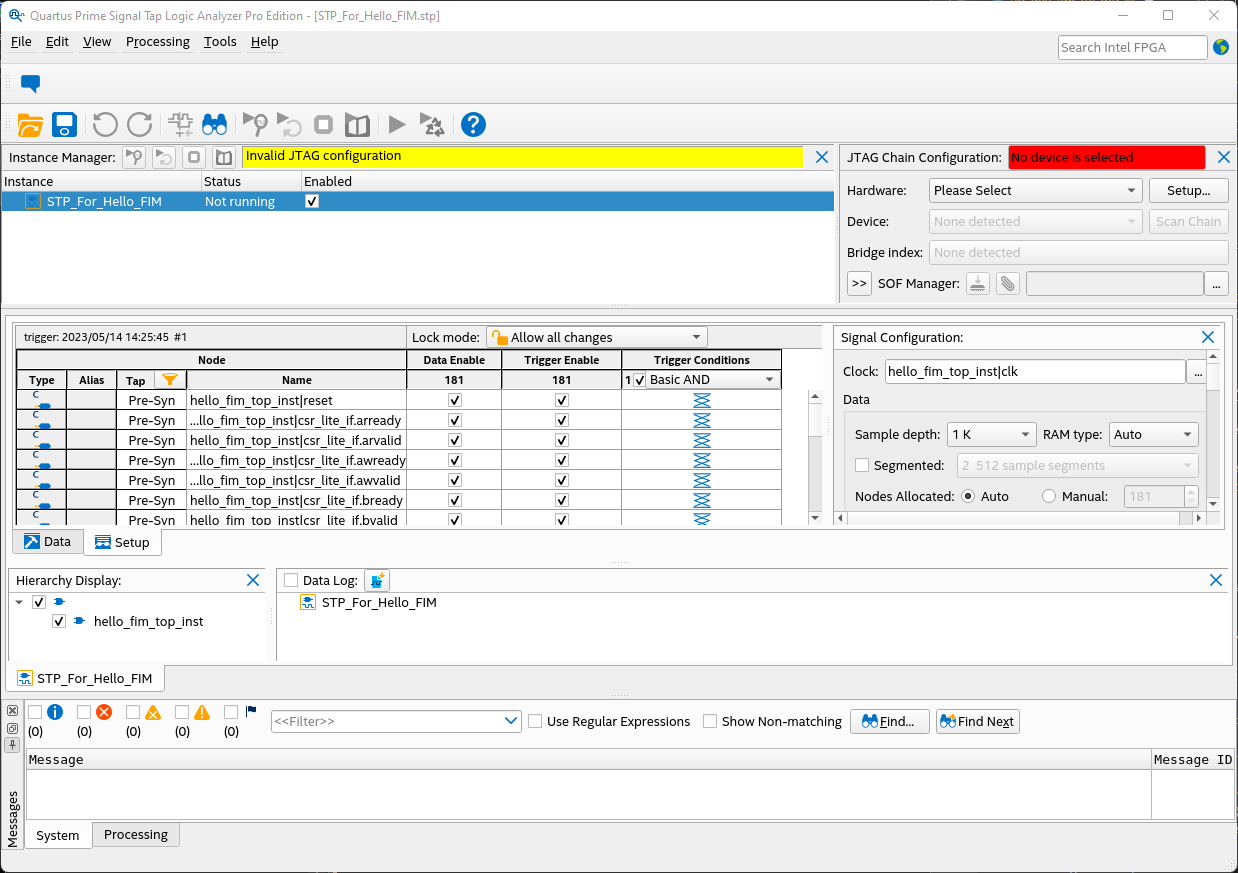 Quartus Prime Signal Tap Logic Analyzer Pro Edition - [STP_For_Hello_FIM.stp]
File Edit View Processing Tools Help
Search Intel FPGA
Instance Manager: Invalid JTAG configuration
Instance Status Enabled
STP_For_Hello_FIM Not running
JTAG Chain Configuration: No device is selected
Hardware: Please Select Setup...
Device: None detected Scan Chain
Bridge index: None detected
>> SOF Manager: ...
trigger: 2023/05/14 14:25:45 #1 Lock mode: Allow all changes
Node Data Enable Trigger Enable Trigger Conditions
Type Alias Tap Name 181 181 1 Basic AND
C Pre-Syn hello_fim_top_inst|reset
C Pre-Syn ...llo_fim_top_inst|csr_lite_if.arready
C Pre-Syn hello_fim_top_inst|csr_lite_if.arvalid
C Pre-Syn ...llo_fim_top_inst|csr_lite_if.awready
C Pre-Syn ...llo_fim_top_inst|csr_lite_if.awvalid
C Pre-Syn hello_fim_top_inst|csr_lite_if.bready
C Pre-Syn hello_fim_top_inst|csr_lite_if.bvalid
Signal Configuration:
Clock: hello_fim_top_inst|clk ...
Data
Sample depth: 1 K RAM type: Auto
Segmented: 2 512 sample segments
Nodes Allocated: Auto Manual: 181
Data Setup
Hierarchy Display:
hello_fim_top_inst
Data Log:
STP_For_Hello_FIM
STP_For_Hello_FIM
(0) (0) (0) (0) (0)
<<Filter>> Use Regular Expressions Show Non-matching Find... Find Next
Message Message ID
Messages
System Processing